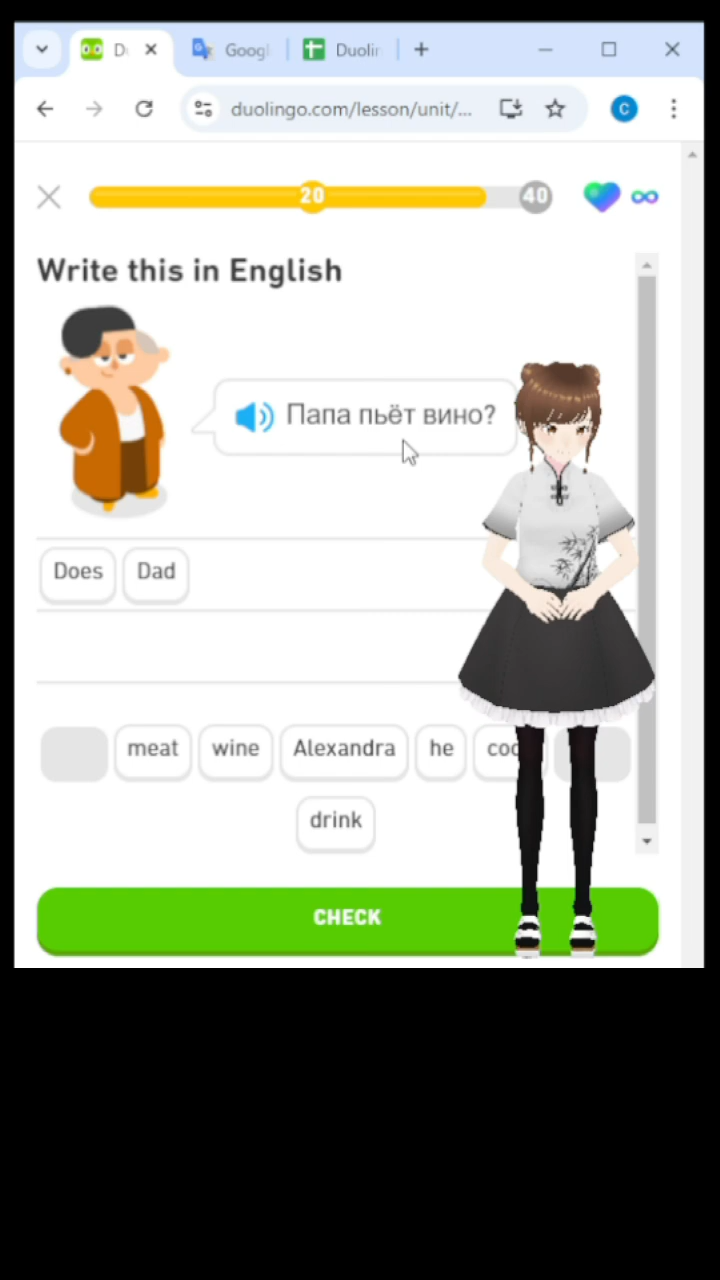 Googl
Duolin
duolingo.com/lesson/unit/...
C
20
40
Write this in English
Папа пьёт вино?
Does Dad
meat wine Alexandra he
drink
CHECK